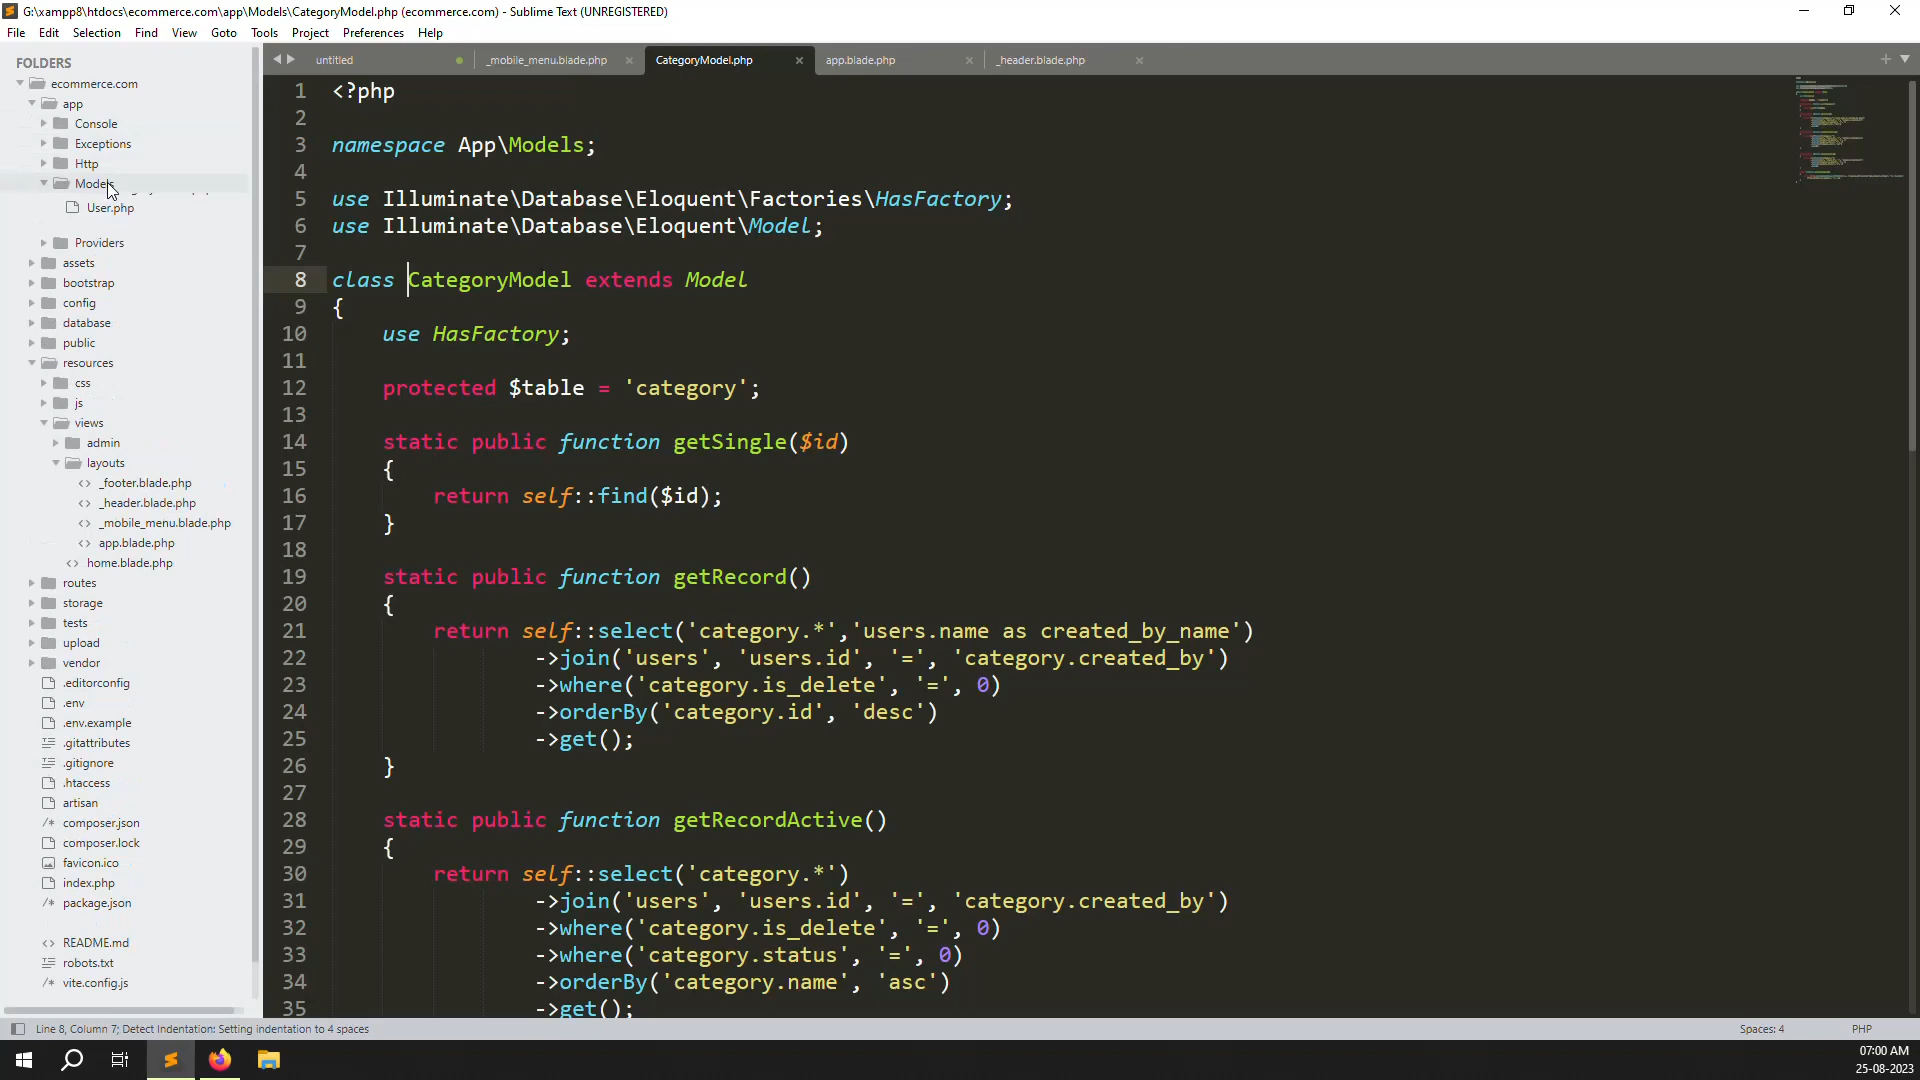 G:\xampp8\htdocs\ecommerce.com\app\Models\CategoryModel.php (ecommerce.com) - Sublime Text (UNREGISTERED)
File Edit Selection Find View Goto Tools Project Preferences Help
FOLDERS
ecommerce.com
app
Console
Exceptions
Http
Models
User.php
Providers
assets
bootstrap
config
database
public
resources
css
js
views
admin
layouts
_footer.blade.php
_header.blade.php
_mobile_menu.blade.php
app.blade.php
home.blade.php
routes
storage
tests
upload
vendor
.editorconfig
.env
.env.example
.gitattributes
.gitignore
.htaccess
artisan
composer.json
composer.lock
favicon.ico
index.php
package.json
README.md
robots.txt
vite.config.js
untitled _mobile_menu.blade.php CategoryModel.php app.blade.php _header.blade.php
1 <?php
2
3 namespace App\Models;
4
5 use Illuminate\Database\Eloquent\Factories\HasFactory;
6 use Illuminate\Database\Eloquent\Model;
7
8 class CategoryModel extends Model
9 {
10 use HasFactory;
11
12 protected $table = 'category';
13
14 static public function getSingle($id)
15 {
16 return self::find($id);
17 }
18
19 static public function getRecord()
20 {
21 return self::select('category.*','users.name as created_by_name')
22 ->join('users', 'users.id', '=', 'category.created_by')
23 ->where('category.is_delete', '=', 0)
24 ->orderBy('category.id', 'desc')
25 ->get();
26 }
27
28 static public function getRecordActive()
29 {
30 return self::select('category.*')
31 ->join('users', 'users.id', '=', 'category.created_by')
32 ->where('category.is_delete', '=', 0)
33 ->where('category.status', '=', 0)
34 ->orderBy('category.name', 'asc')
35 ->get();
Line 8, Column 7; Detect Indentation: Setting indentation to 4 spaces
Spaces: 4 PHP
07:00 AM
25-08-2023